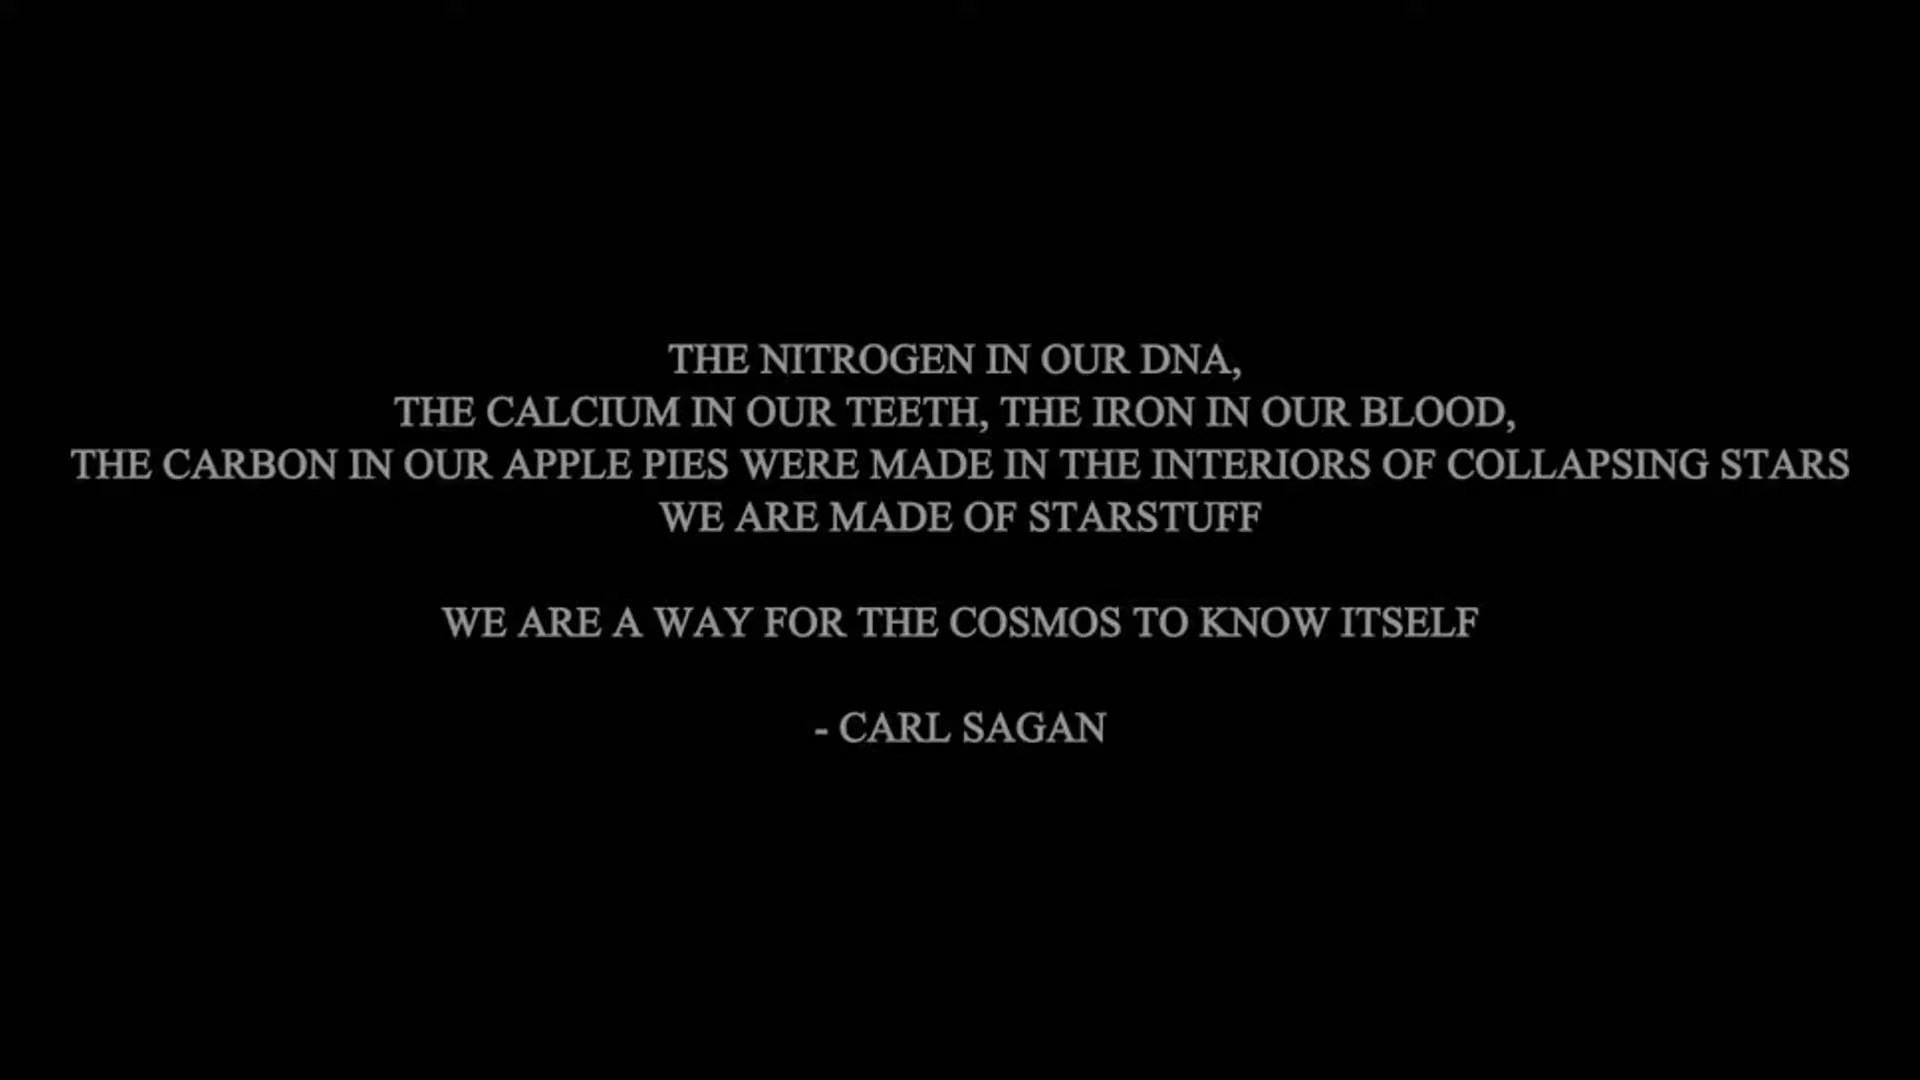 THE NITROGEN IN OUR DNA,
THE CALCIUM IN OUR TEETH, THE IRON IN OUR BLOOD,
THE CARBON IN OUR APPLE PIES WERE MADE IN THE INTERIORS OF COLLAPSING STARS
WE ARE MADE OF STARSTUFF
WE ARE A WAY FOR THE COSMOS TO KNOW ITSELF
- CARL SAGAN